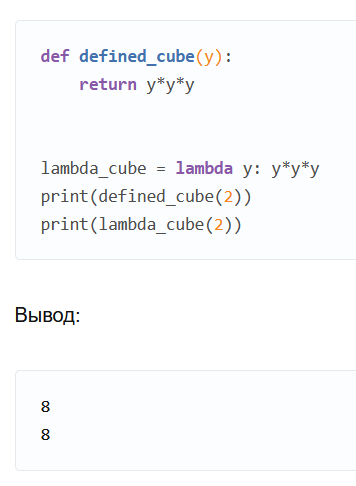 def defined_cube(y):
    return y*y*y
lambda_cube = lambda y: y*y*y
print(defined_cube(2))
print(lambda_cube(2))
Вывод:
8
8